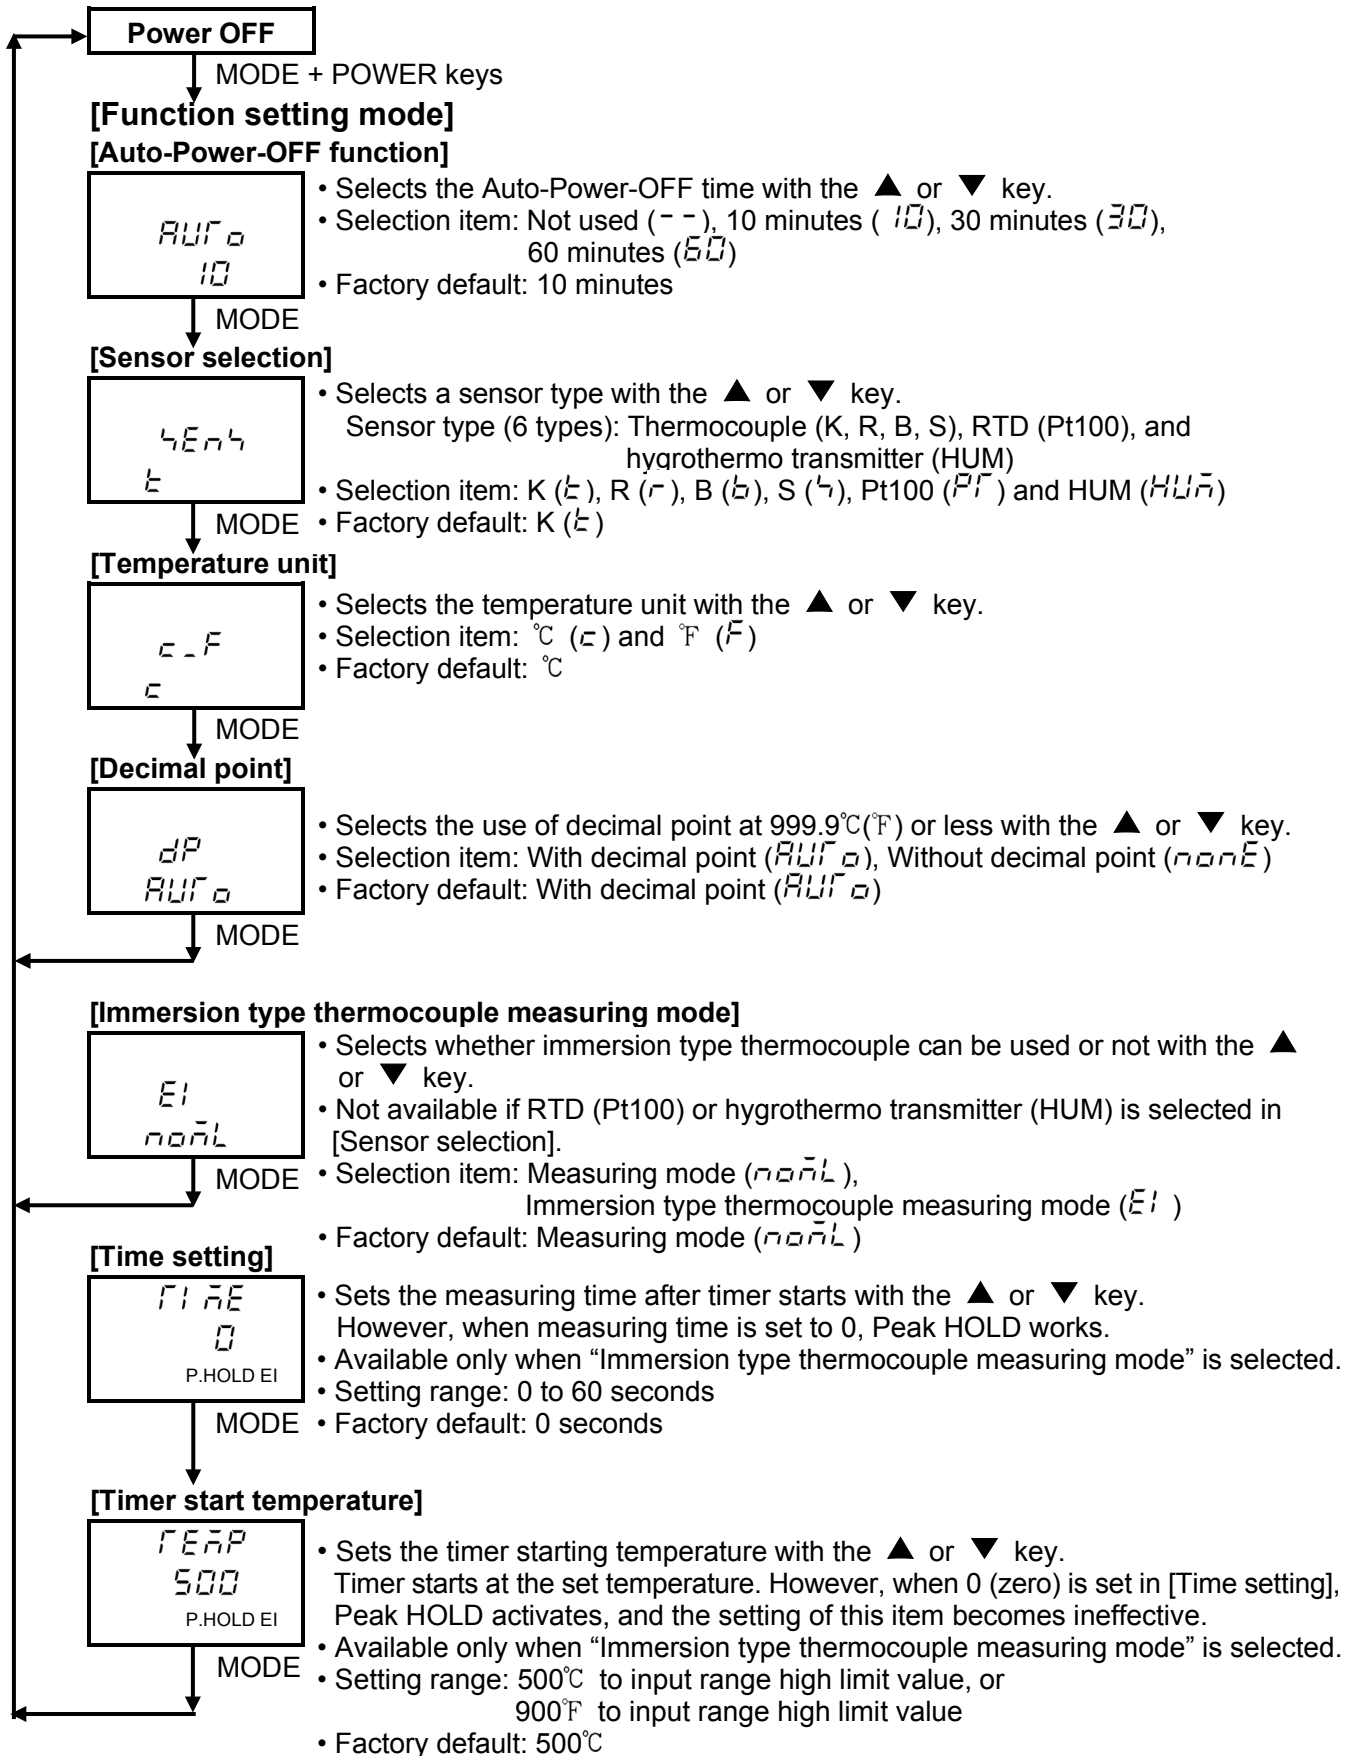 Power OFF
MODE + POWER keys
[Function setting mode]
[Auto-Power-OFF function]
AUTo
10
• Selects the Auto-Power-OFF time with the ▲ or ▼ key.
• Selection item: Not used (--), 10 minutes (10), 30 minutes (30),
60 minutes (60)
• Factory default: 10 minutes
MODE
[Sensor selection]
SEnS
• Selects a sensor type with the ▲ or ▼ key.
Sensor type (6 types): Thermocouple (K, R, B, S), RTD (Pt100), and
hygrothermo transmitter (HUM)
• Selection item: K (k), R (r), B (b), S (S), Pt100 (PT) and HUM (HUM)
k
MODE
• Factory default: K (k)
[Temperature unit]
c_F
c
• Selects the temperature unit with the ▲ or ▼ key.
• Selection item: ℃ (c) and ℉ (F)
• Factory default: ℃
MODE
[Decimal point]
dP
AUTo
• Selects the use of decimal point at 999.9℃(℉) or less with the ▲ or ▼ key.
• Selection item: With decimal point (AUTo), Without decimal point (nonE)
• Factory default: With decimal point (AUTo)
MODE
[Immersion type thermocouple measuring mode]
EI
noML
• Selects whether immersion type thermocouple can be used or not with the ▲
or ▼ key.
• Not available if RTD (Pt100) or hygrothermo transmitter (HUM) is selected in
[Sensor selection].
MODE
• Selection item: Measuring mode (noML),
Immersion type thermocouple measuring mode (EI)
• Factory default: Measuring mode (noML)
[Time setting]
TIME
0
P.HOLD EI
• Sets the measuring time after timer starts with the ▲ or ▼ key.
However, when measuring time is set to 0, Peak HOLD works.
• Available only when “Immersion type thermocouple measuring mode” is selected.
• Setting range: 0 to 60 seconds
MODE
• Factory default: 0 seconds
[Timer start temperature]
TEMP
500
P.HOLD EI
• Sets the timer starting temperature with the ▲ or ▼ key.
Timer starts at the set temperature. However, when 0 (zero) is set in [Time setting],
Peak HOLD activates, and the setting of this item becomes ineffective.
• Available only when “Immersion type thermocouple measuring mode” is selected.
MODE
• Setting range: 500℃ to input range high limit value, or
900℉ to input range high limit value
• Factory default: 500℃